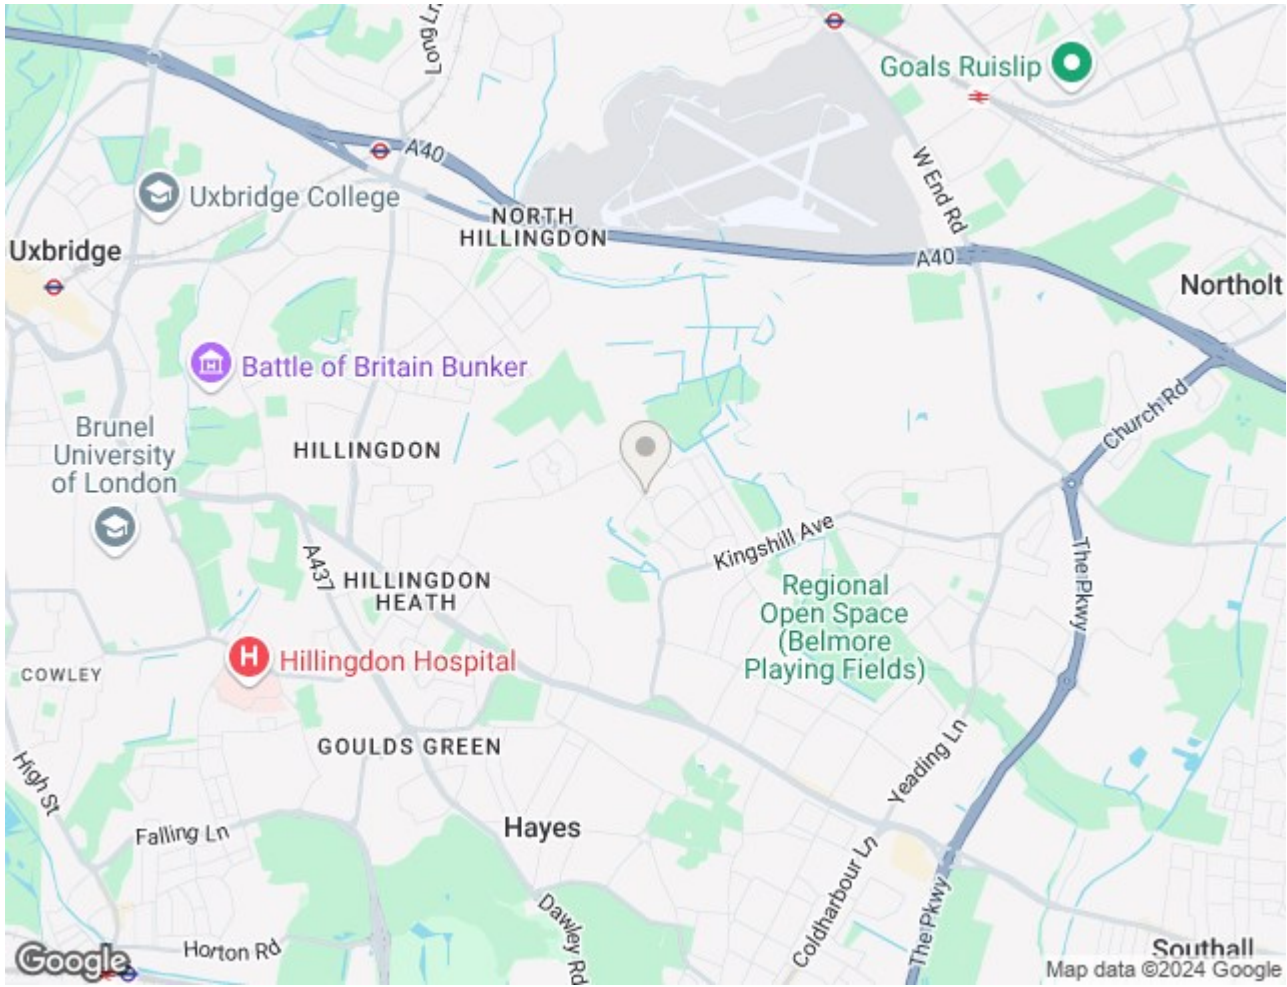 Long Ln
Goals Ruislip
A40
W End Rd
Uxbridge College
NORTH
HILLINGDON
Uxbridge
A40
Northolt
Battle of Britain Bunker
Church Rd
Brunel
University
of London
HILLINGDON
Kingshill Ave
A437
HILLINGDON
HEATH
The Pkwy
Regional
Open Space
(Belmore
Playing Fields)
H
Hillingdon Hospital
COWLEY
GOULDS GREEN
High St
Yeading Ln
Falling Ln
Hayes
Coldharbour Ln
The Pkwy
Dawley Rd
Horton Rd
Southall
Google
Map data ©2024 Google